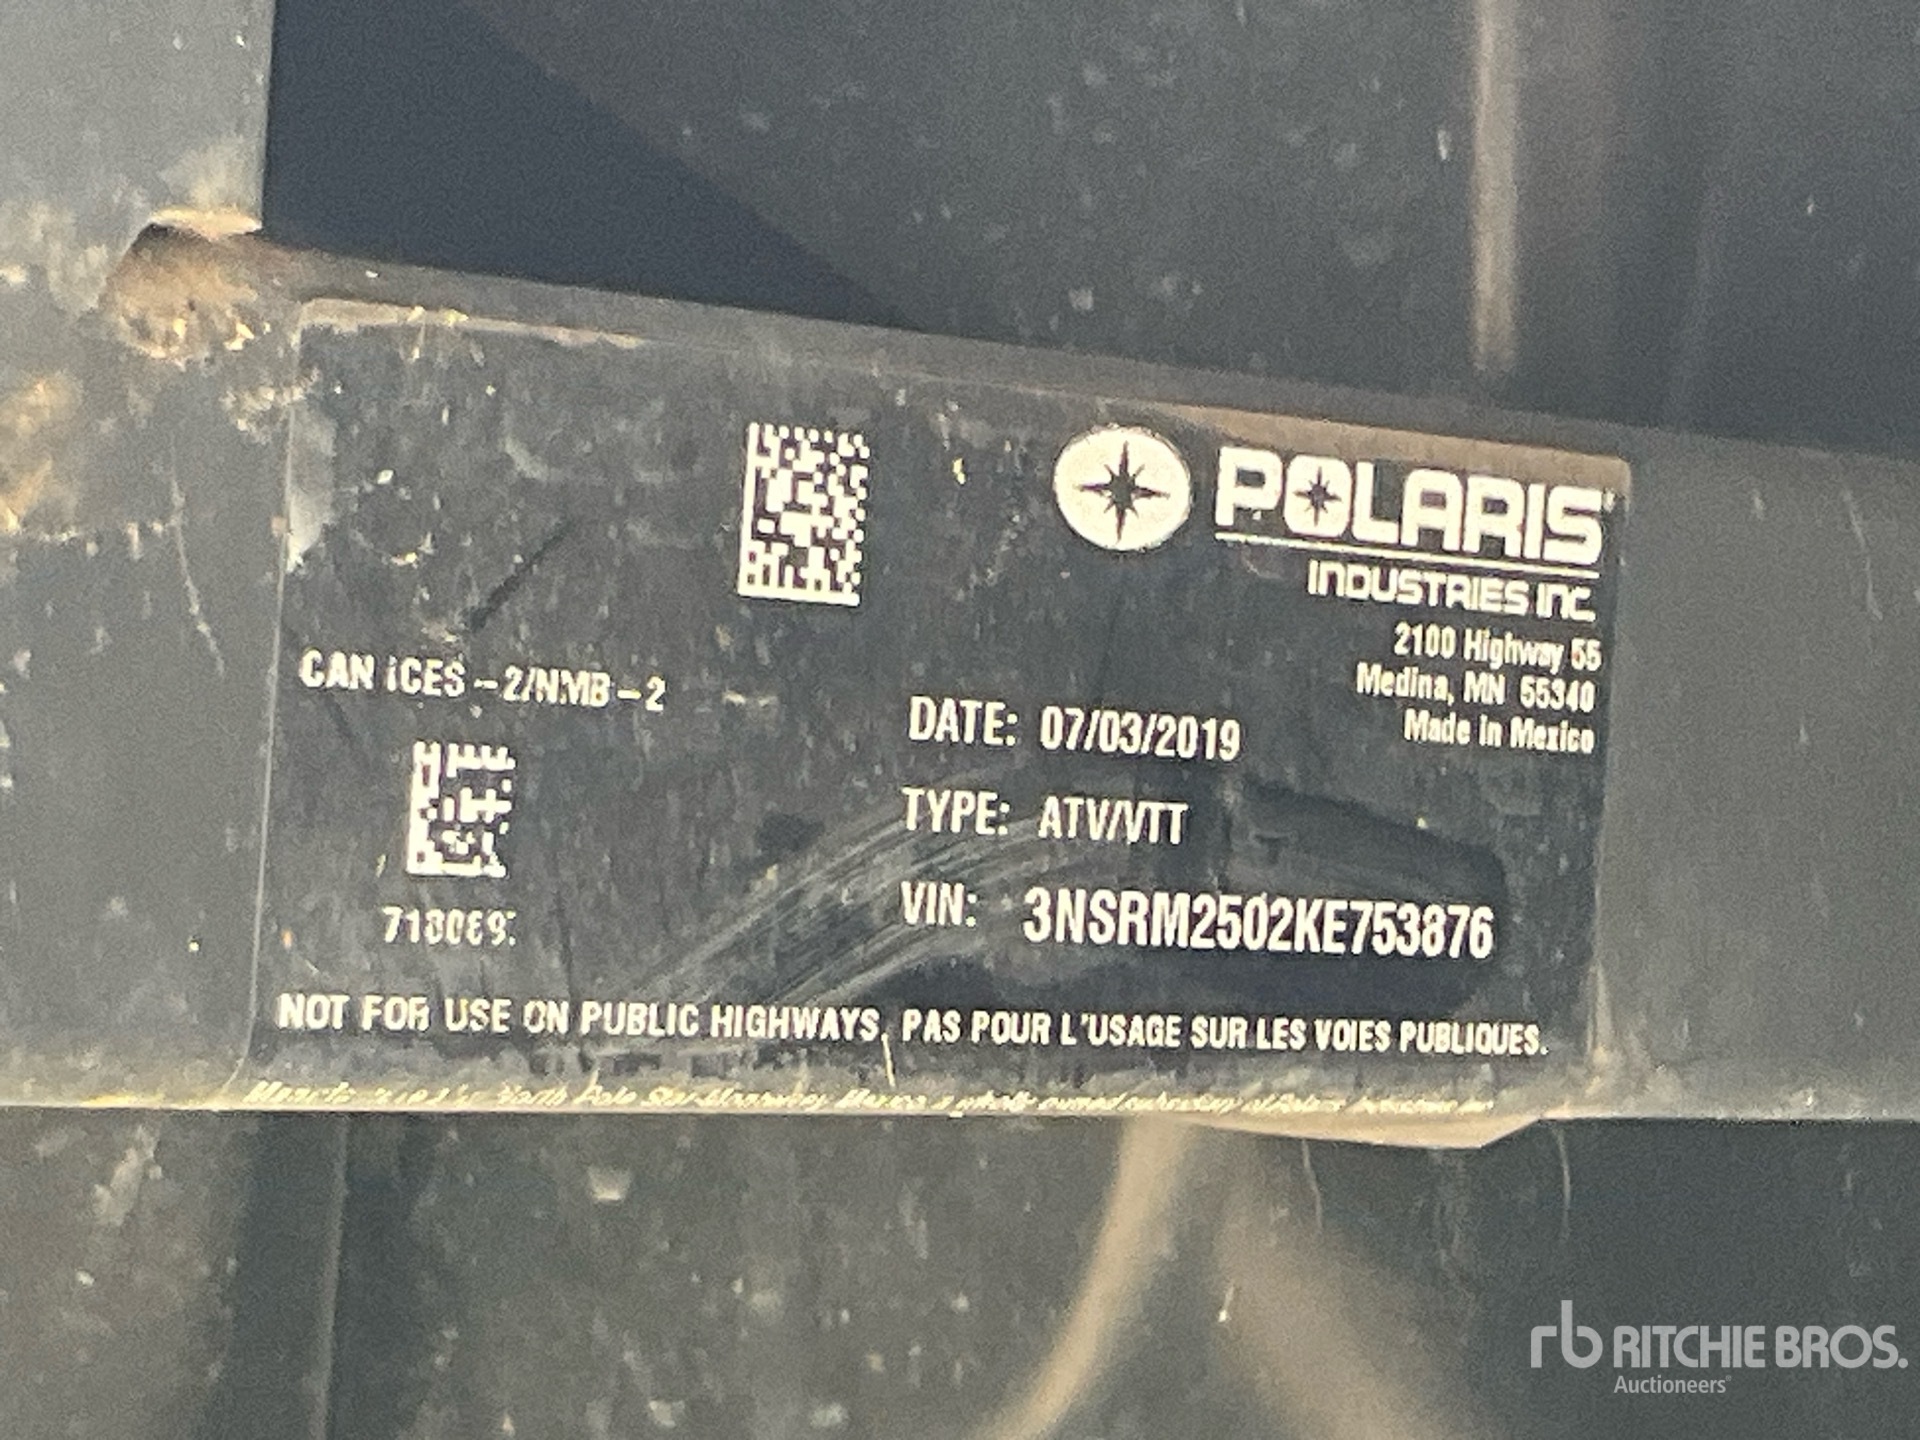 POLARIS
INDUSTRIES INC.
2100 Highway 55
Medina, MN 55340
Made in Mexico
CAN ICES-2/NMB-2
DATE: 07/03/2019
TYPE: ATV/VTT
VIN: 3NSRM2502KE753876
NOT FOR USE ON PUBLIC HIGHWAYS, PAS POUR L'USAGE SUR LES VOIES PUBLIQUES.
rb RITCHIE BROS.
Auctioneers